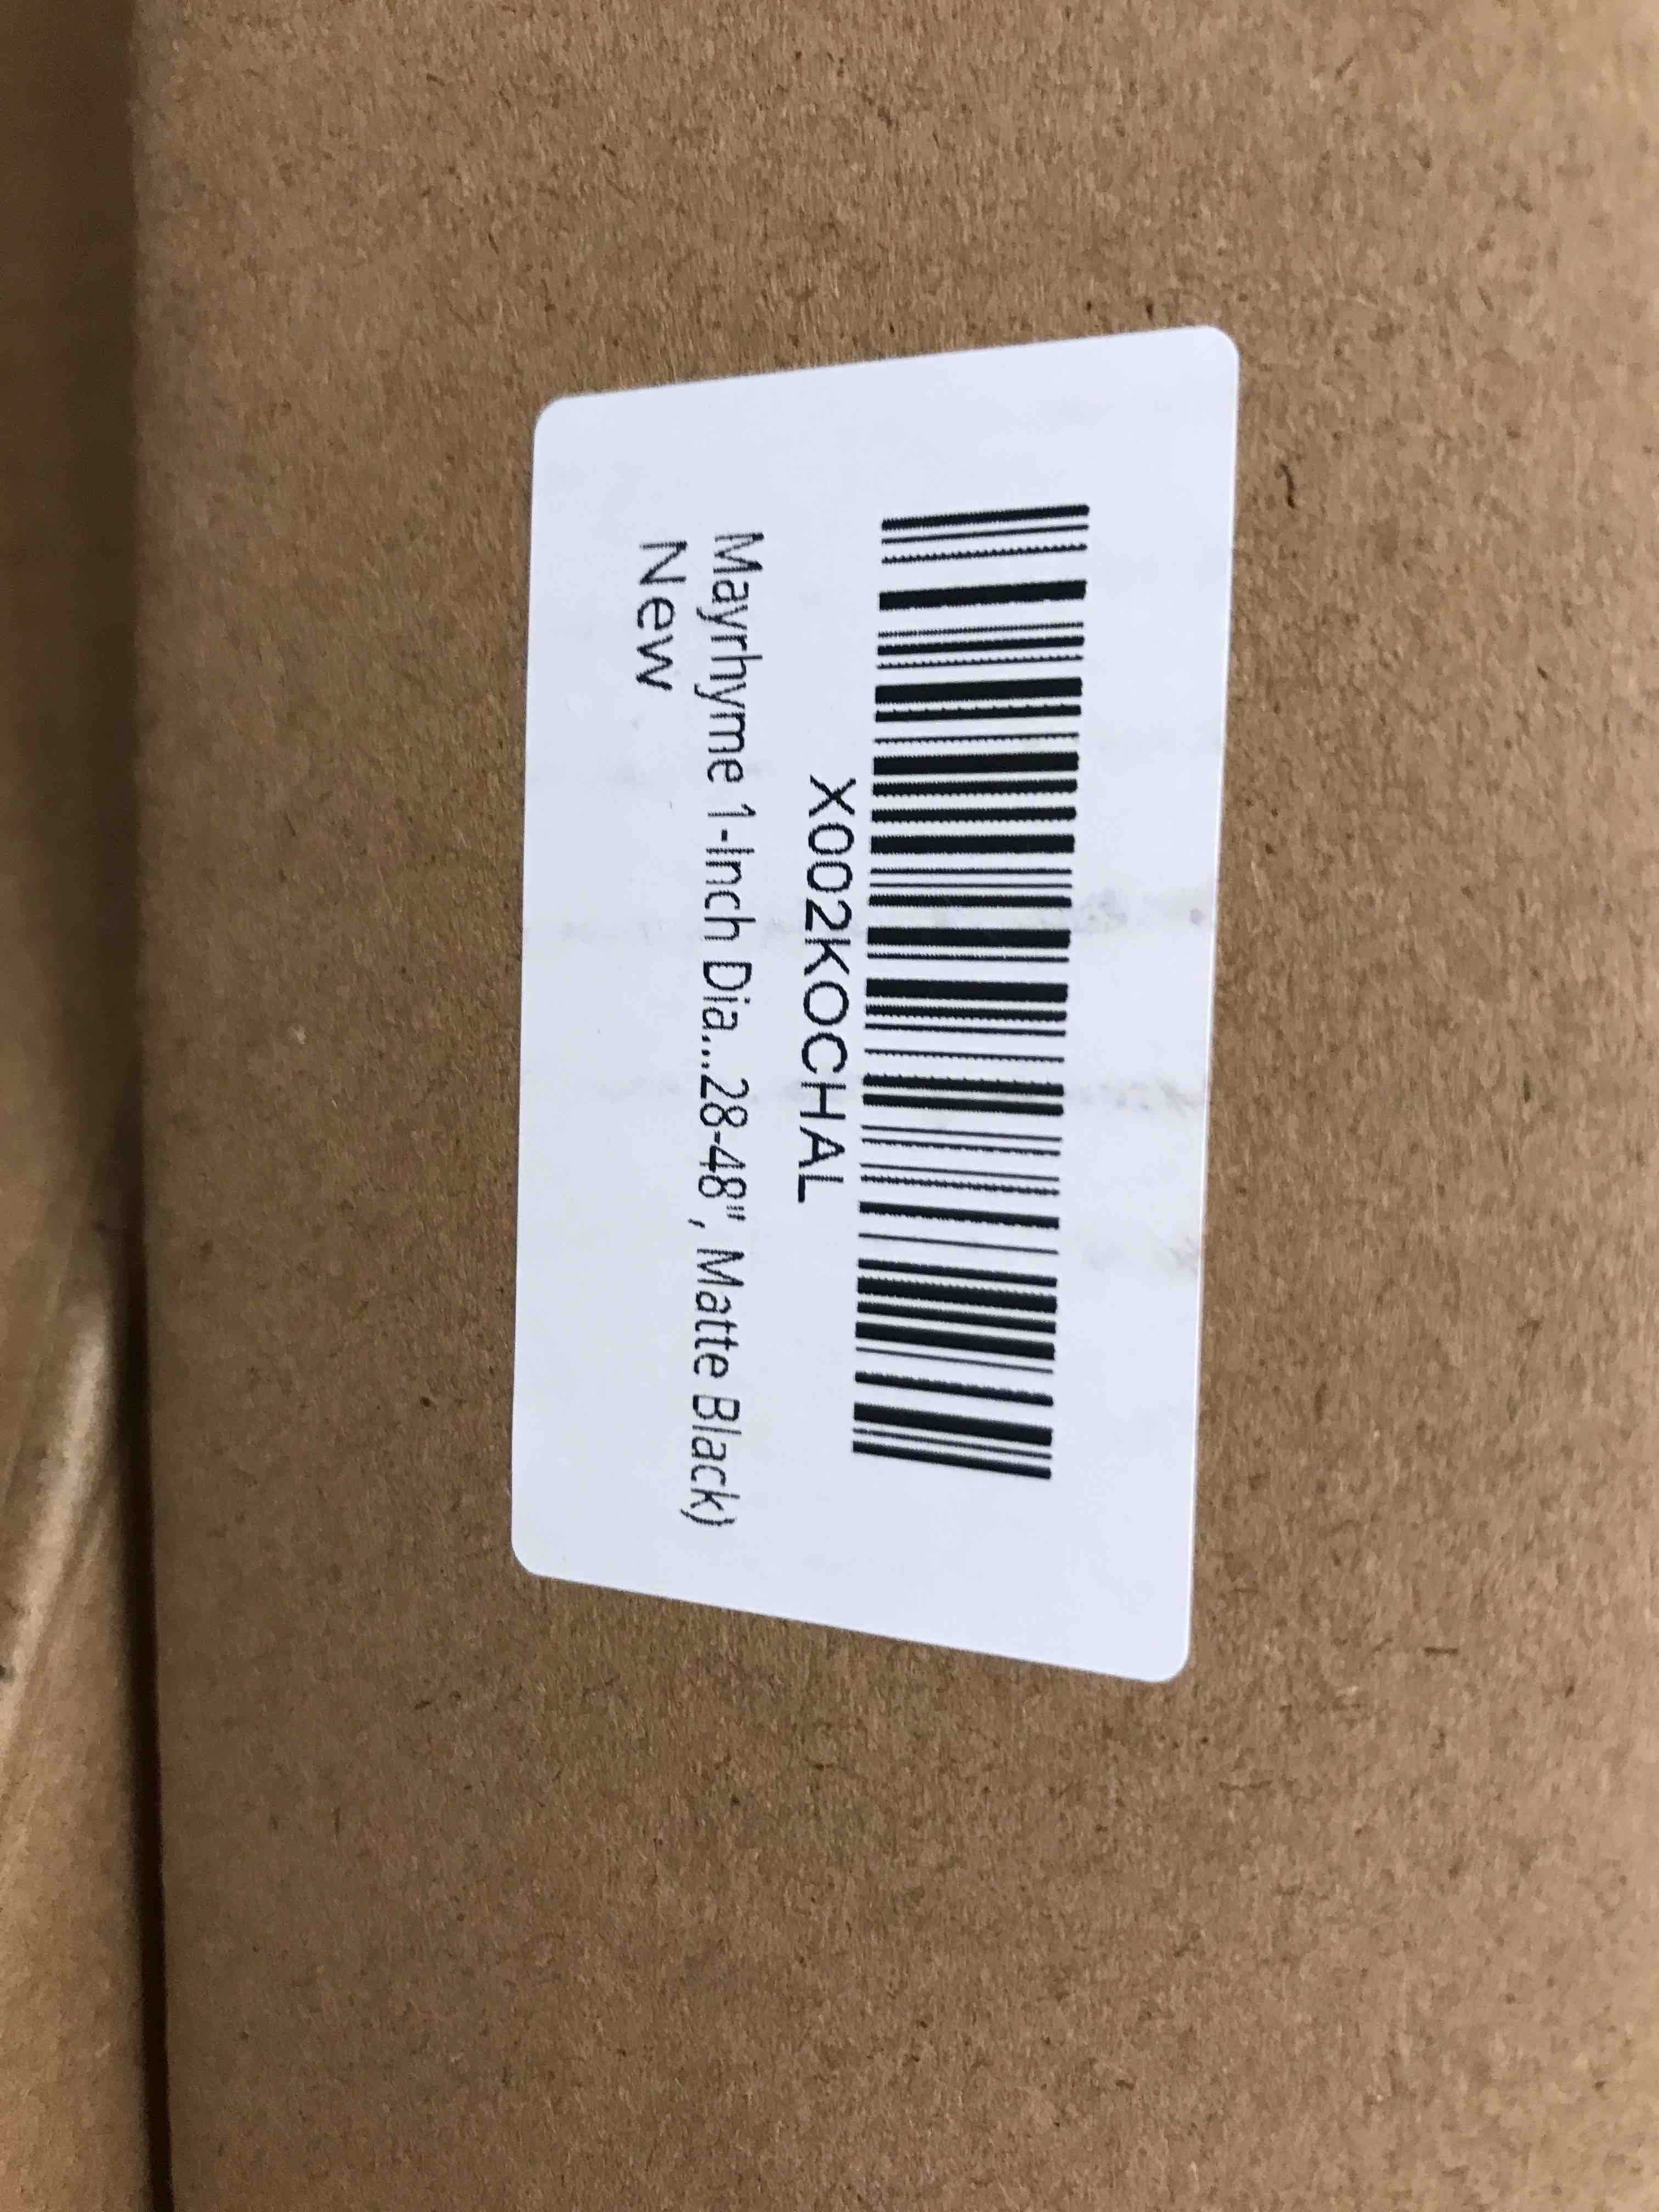 X002KOCHAL
Mayrhyme 1-Inch Dia...28-48", Matte Black)
New